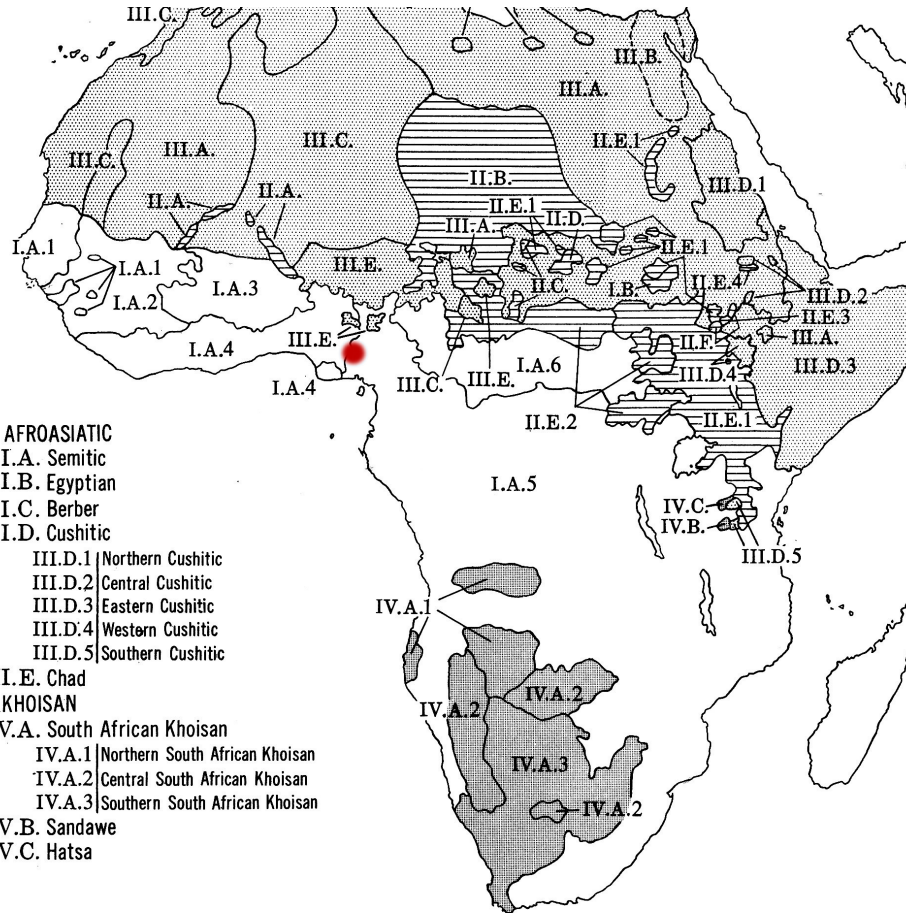 III.C.
III.B.
III.A.
II.E.1
III.C.
III.A.
III.C.
II.B.
III.D.1
II.A.
II.A.
II.E.1
III.A.
II.D.
I.A.1
II.E.1
III.E.
I.A.1
II.C.
I.B.
II.E.4
I.A.2
I.A.3
III.D.2
II.E.3
III.E.
II.F.
III.A.
I.A.4
I.A.6
III.D.3
III.D.4
III.C.
III.E.
I.A.4
II.E.2
II.E.1
AFROASIATIC
I.A. Semitic
I.B. Egyptian
I.C. Berber
I.D. Cushitic
III.D.1 Northern Cushitic
III.D.2 Central Cushitic
III.D.3 Eastern Cushitic
III.D.4 Western Cushitic
III.D.5 Southern Cushitic
I.E. Chad
KHOISAN
V.A. South African Khoisan
IV.A.1 Northern South African Khoisan
IV.A.2 Central South African Khoisan
IV.A.3 Southern South African Khoisan
V.B. Sandawe
V.C. Hatsa
I.A.5
IV.C.
IV.B.
III.D.5
IV.A.1
IV.A.2
IV.A.2
IV.A.3
IV.A.2